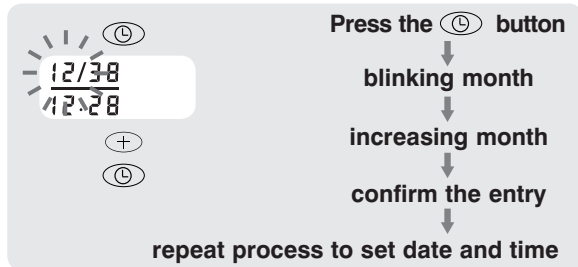 Press the button
12/38
blinking month
12:28
increasing month
confirm the entry
repeat process to set date and time